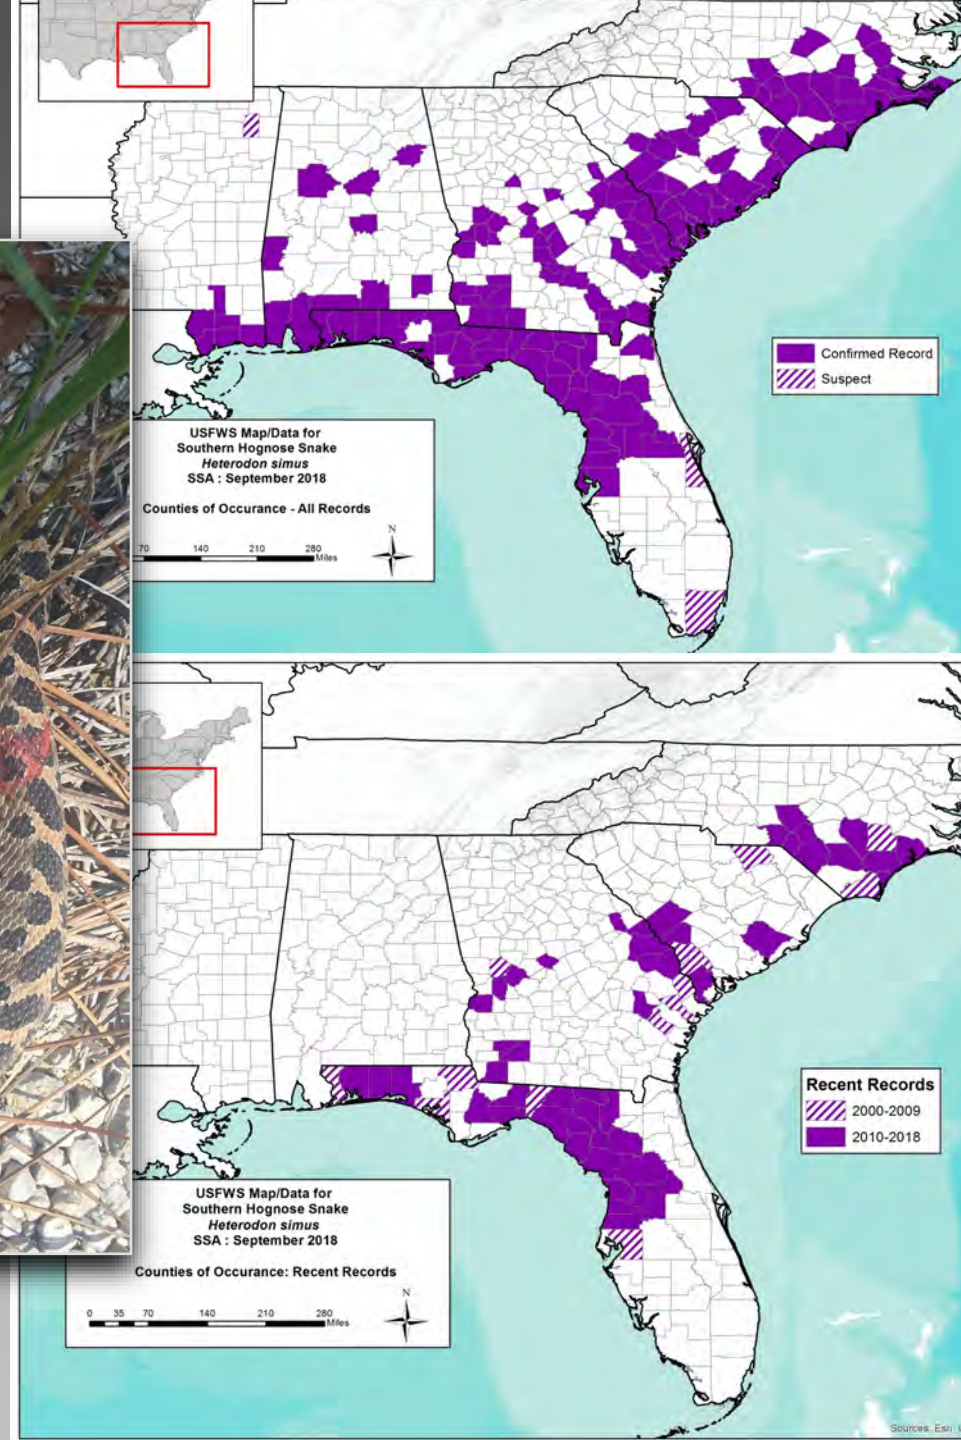 Confirmed Record
Suspect
USFWS Map/Data for
Southern Hognose Snake
Heterodon simus
SSA : September 2018
Counties of Occurance - All Records
N
70 140 210 280
Miles
Recent Records
2000-2009
2010-2018
USFWS Map/Data for
Southern Hognose Snake
Heterodon simus
SSA : September 2018
Counties of Occurance: Recent Records
N
0 35 70 140 210 280
Miles
Sources: Esri